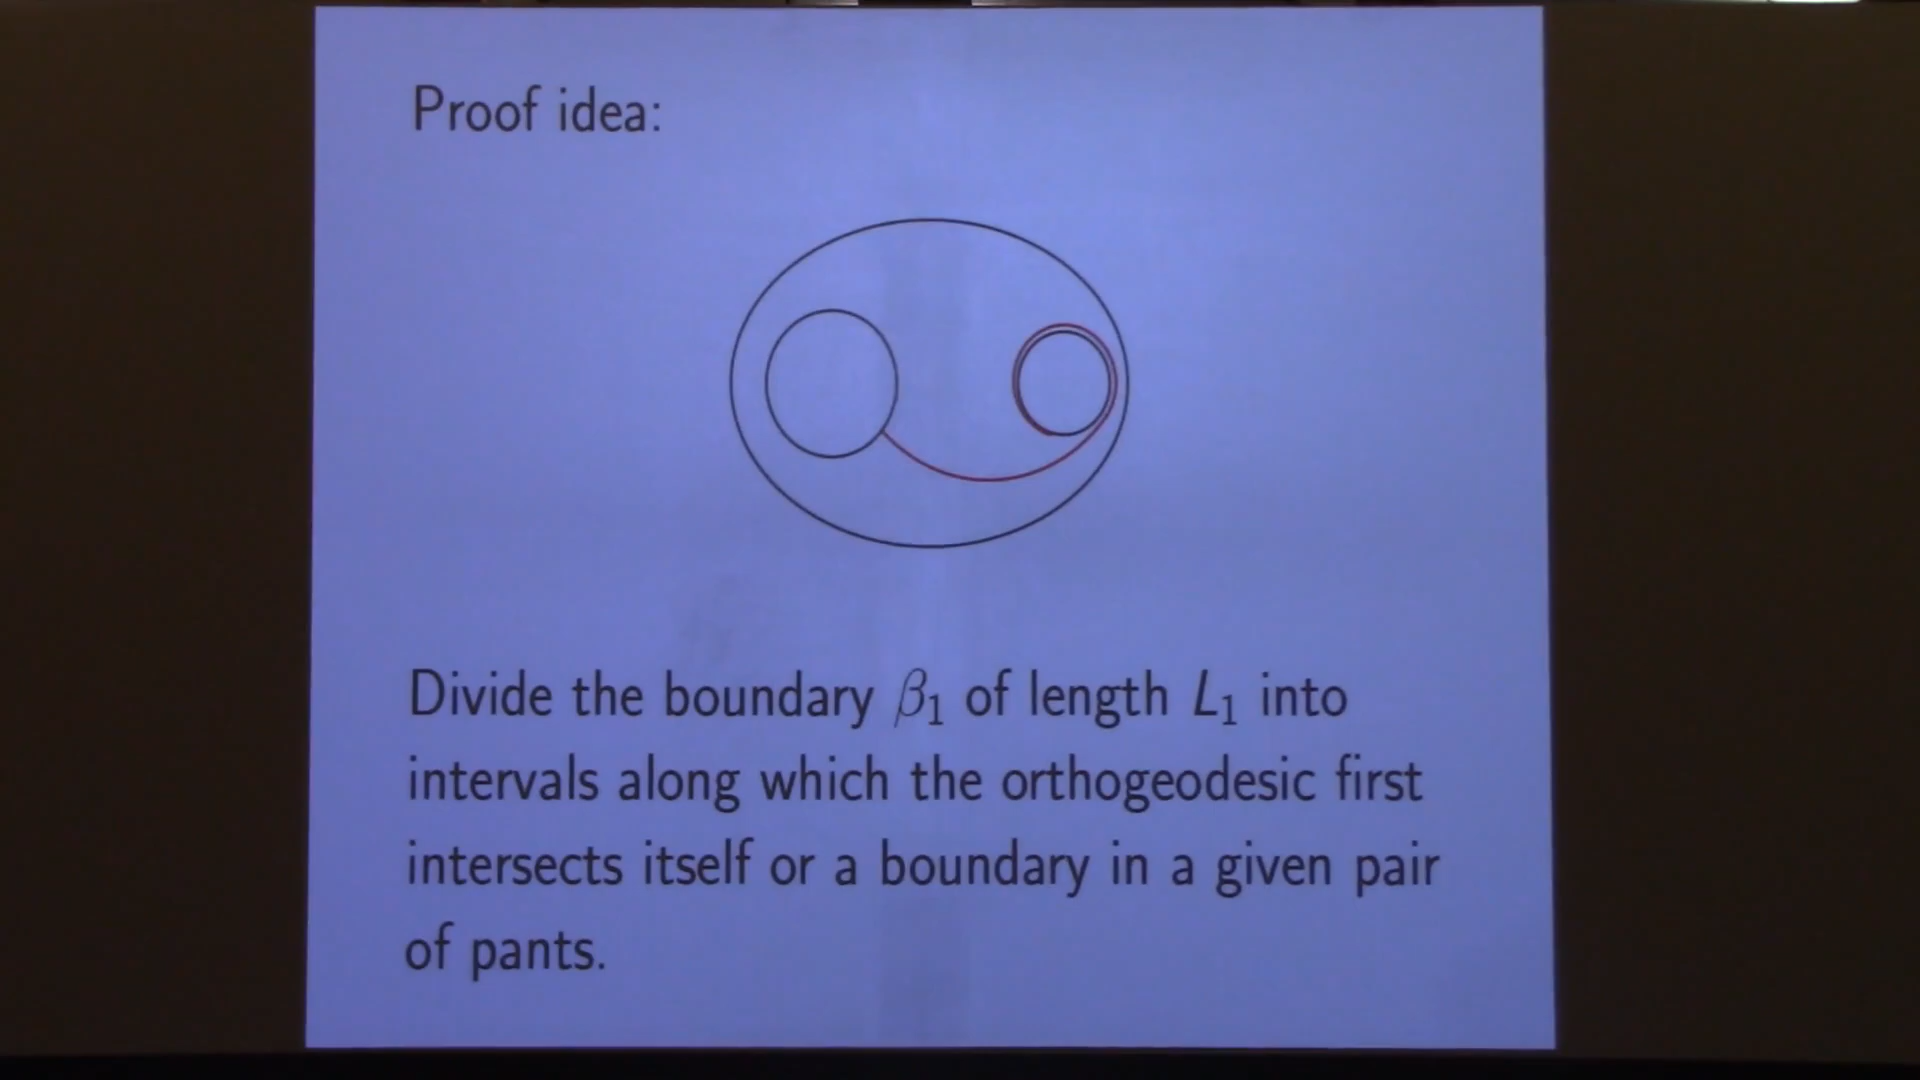 Proof idea:
Divide the boundary β₁ of length L₁ into
intervals along which the orthogeodesic first
intersects itself or a boundary in a given pair
of pants.